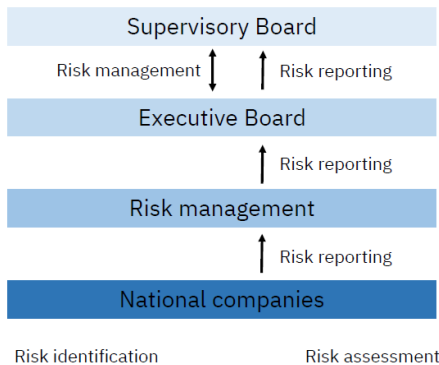 Supervisory Board
Risk management
Risk reporting
Executive Board
Risk reporting
Risk management
Risk reporting
National companies
Risk identification
Risk assessment